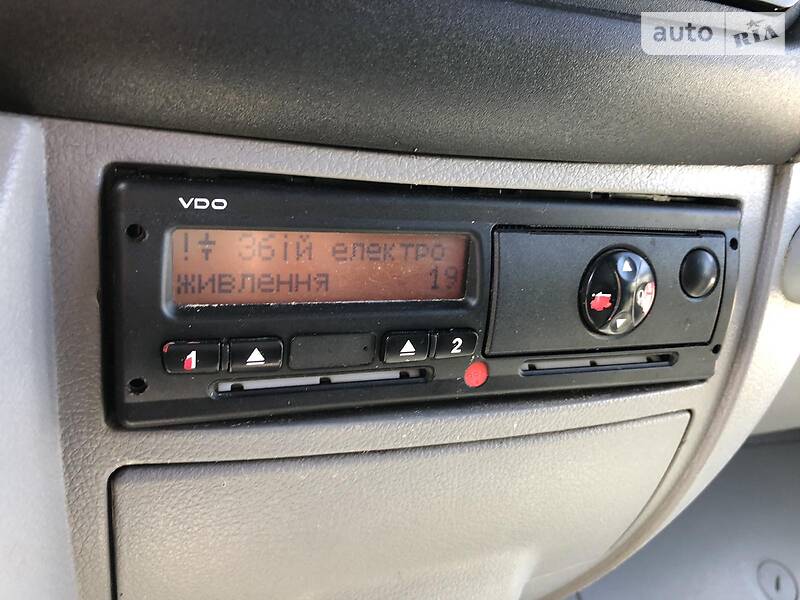 auto RIA
VDO
!⏆ Збій електро
живлення 19
1
2